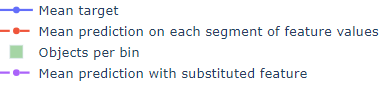 Mean target
Mean prediction on each segment of feature values
Objects per bin
Mean prediction with substituted feature